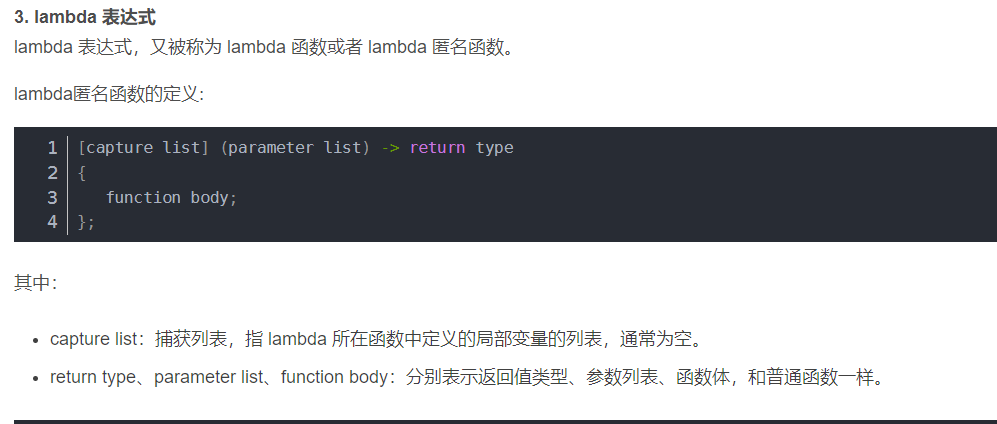 3. lambda 表达式
lambda 表达式，又被称为 lambda 函数或者 lambda 匿名函数。
lambda匿名函数的定义:
1 [capture list] (parameter list) -> return type
2 {
3    function body;
4 };
其中：
• capture list：捕获列表，指 lambda 所在函数中定义的局部变量的列表，通常为空。
• return type、parameter list、function body：分别表示返回值类型、参数列表、函数体，和普通函数一样。